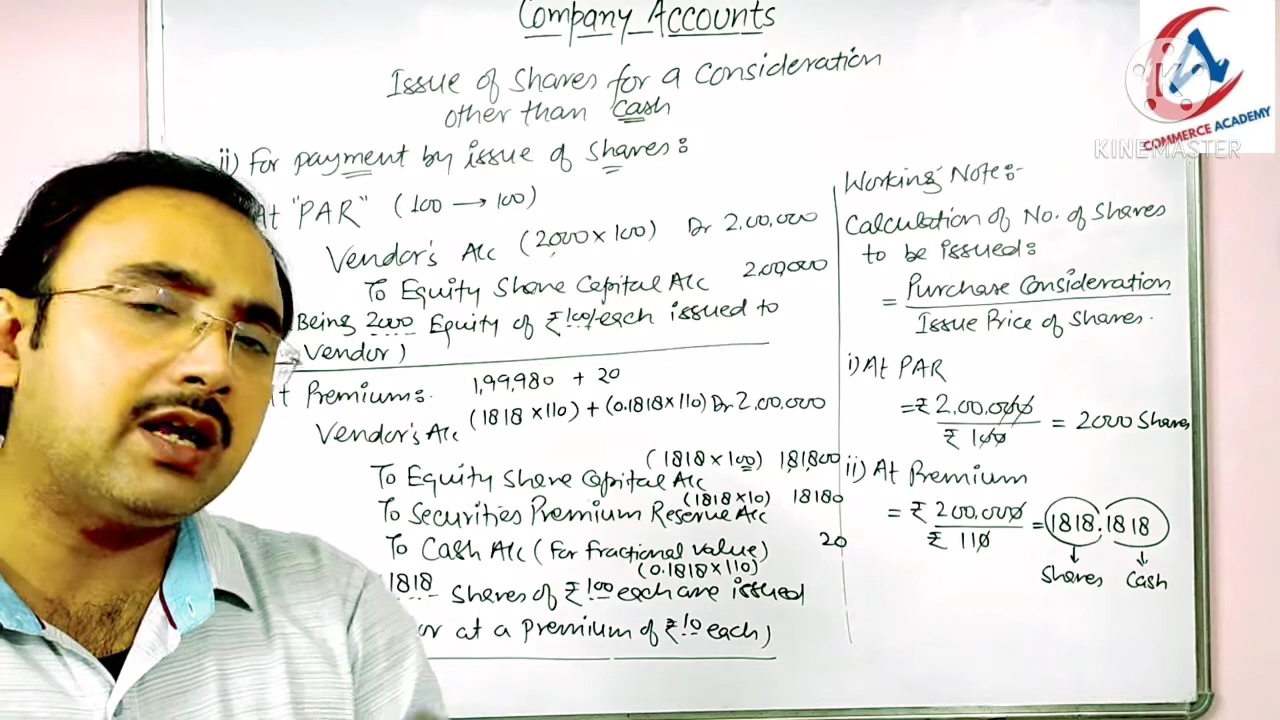 Company Accounts
Issue of Shares for a Consideration
other than Cash
ii) For payment by issue of shares:
At "PAR" (100 → 100)
Vendor's A/c (2000 × 100) Dr 2,00,000
To Equity Share Capital A/c 2,00,000
Being 2000 Equity of ₹ 100/ each issued to
Vendor)
At Premium:. 1,99,980 + 20
(1818 × 110) + (0.1818 × 110) Dr 2,00,000
Vendor's A/c
(1818 × 100) 1,81,800
To Equity Share Capital A/c
(1818 × 10) 18180
To Securities Premium Reserve A/c
To Cash A/c (For fractional value) 20
(0.1818 × 110)
1818 Shares of ₹ 100 each are issued
or at a premium of ₹ 10 each)
Working Note:-
Calculation of No. of Shares
to be issued:
= Purchase Consideration
Issue Price of Shares.
i) At PAR
= ₹ 2,00,000
₹ 100
= 2000 Shares
ii) At Premium
= ₹ 200,000
₹ 110
= 1818.1818
Shares Cash
COMMERCE ACADEMY
KINEMASTER